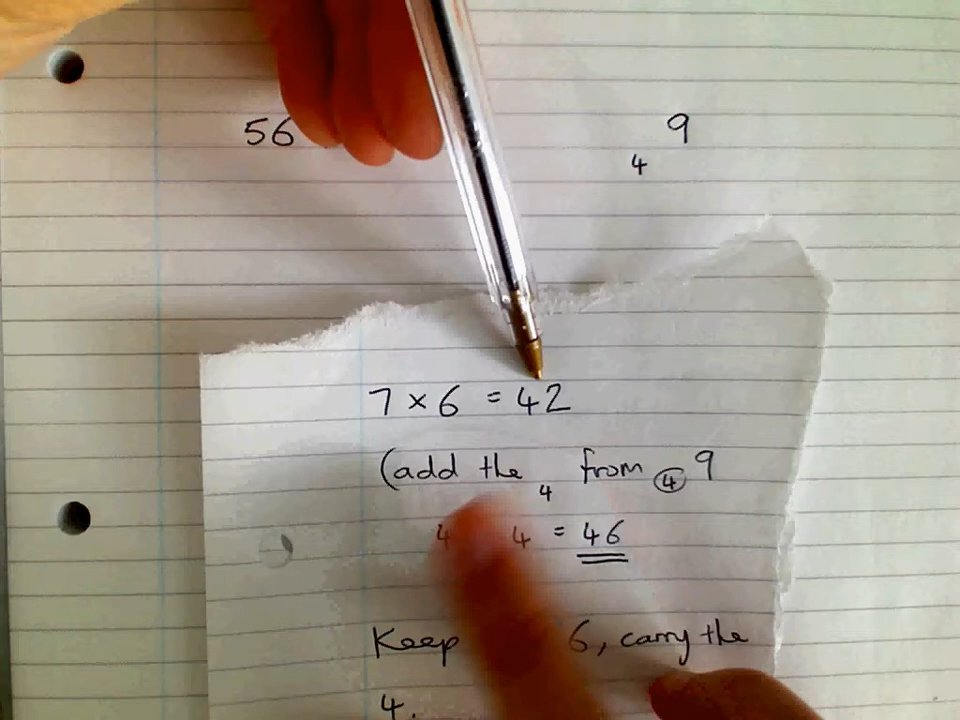 56 9
4
7 × 6 = 42
(add the 4 from ④ 9
4 = 46
Keep 6, carry the
4.